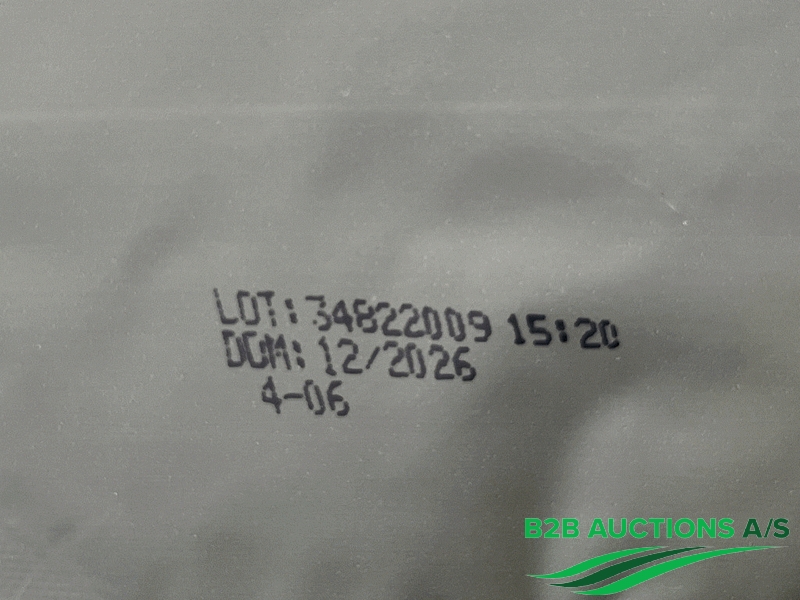 LOT:34822009 15:20
DOM:12/2026
4-06
B2B AUCTIONS A/S